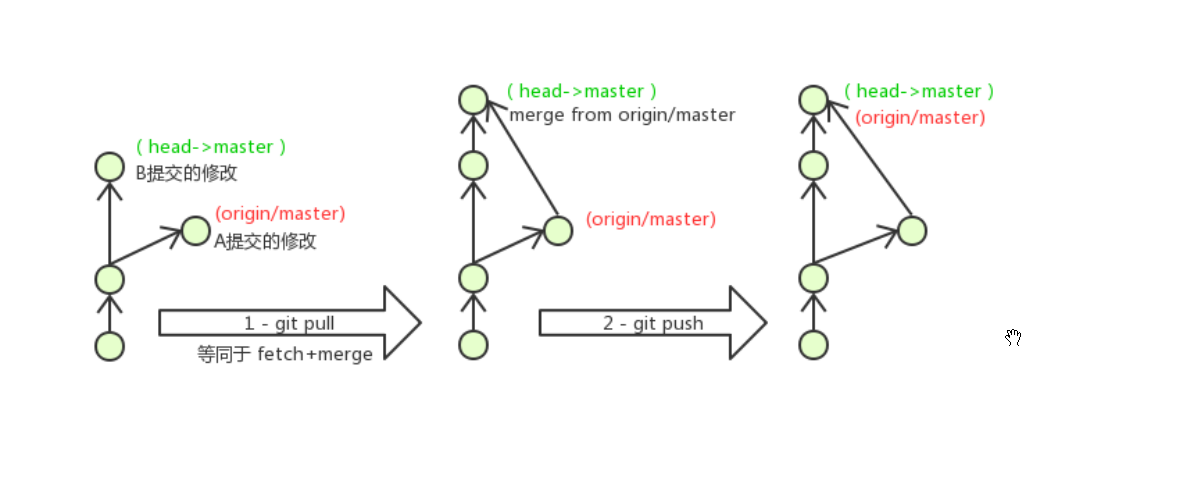 ( head->master )
B提交的修改
(origin/master)
A提交的修改
1 - git pull
等同于 fetch+merge
( head->master )
merge from origin/master
(origin/master)
2 - git push
( head->master )
(origin/master)